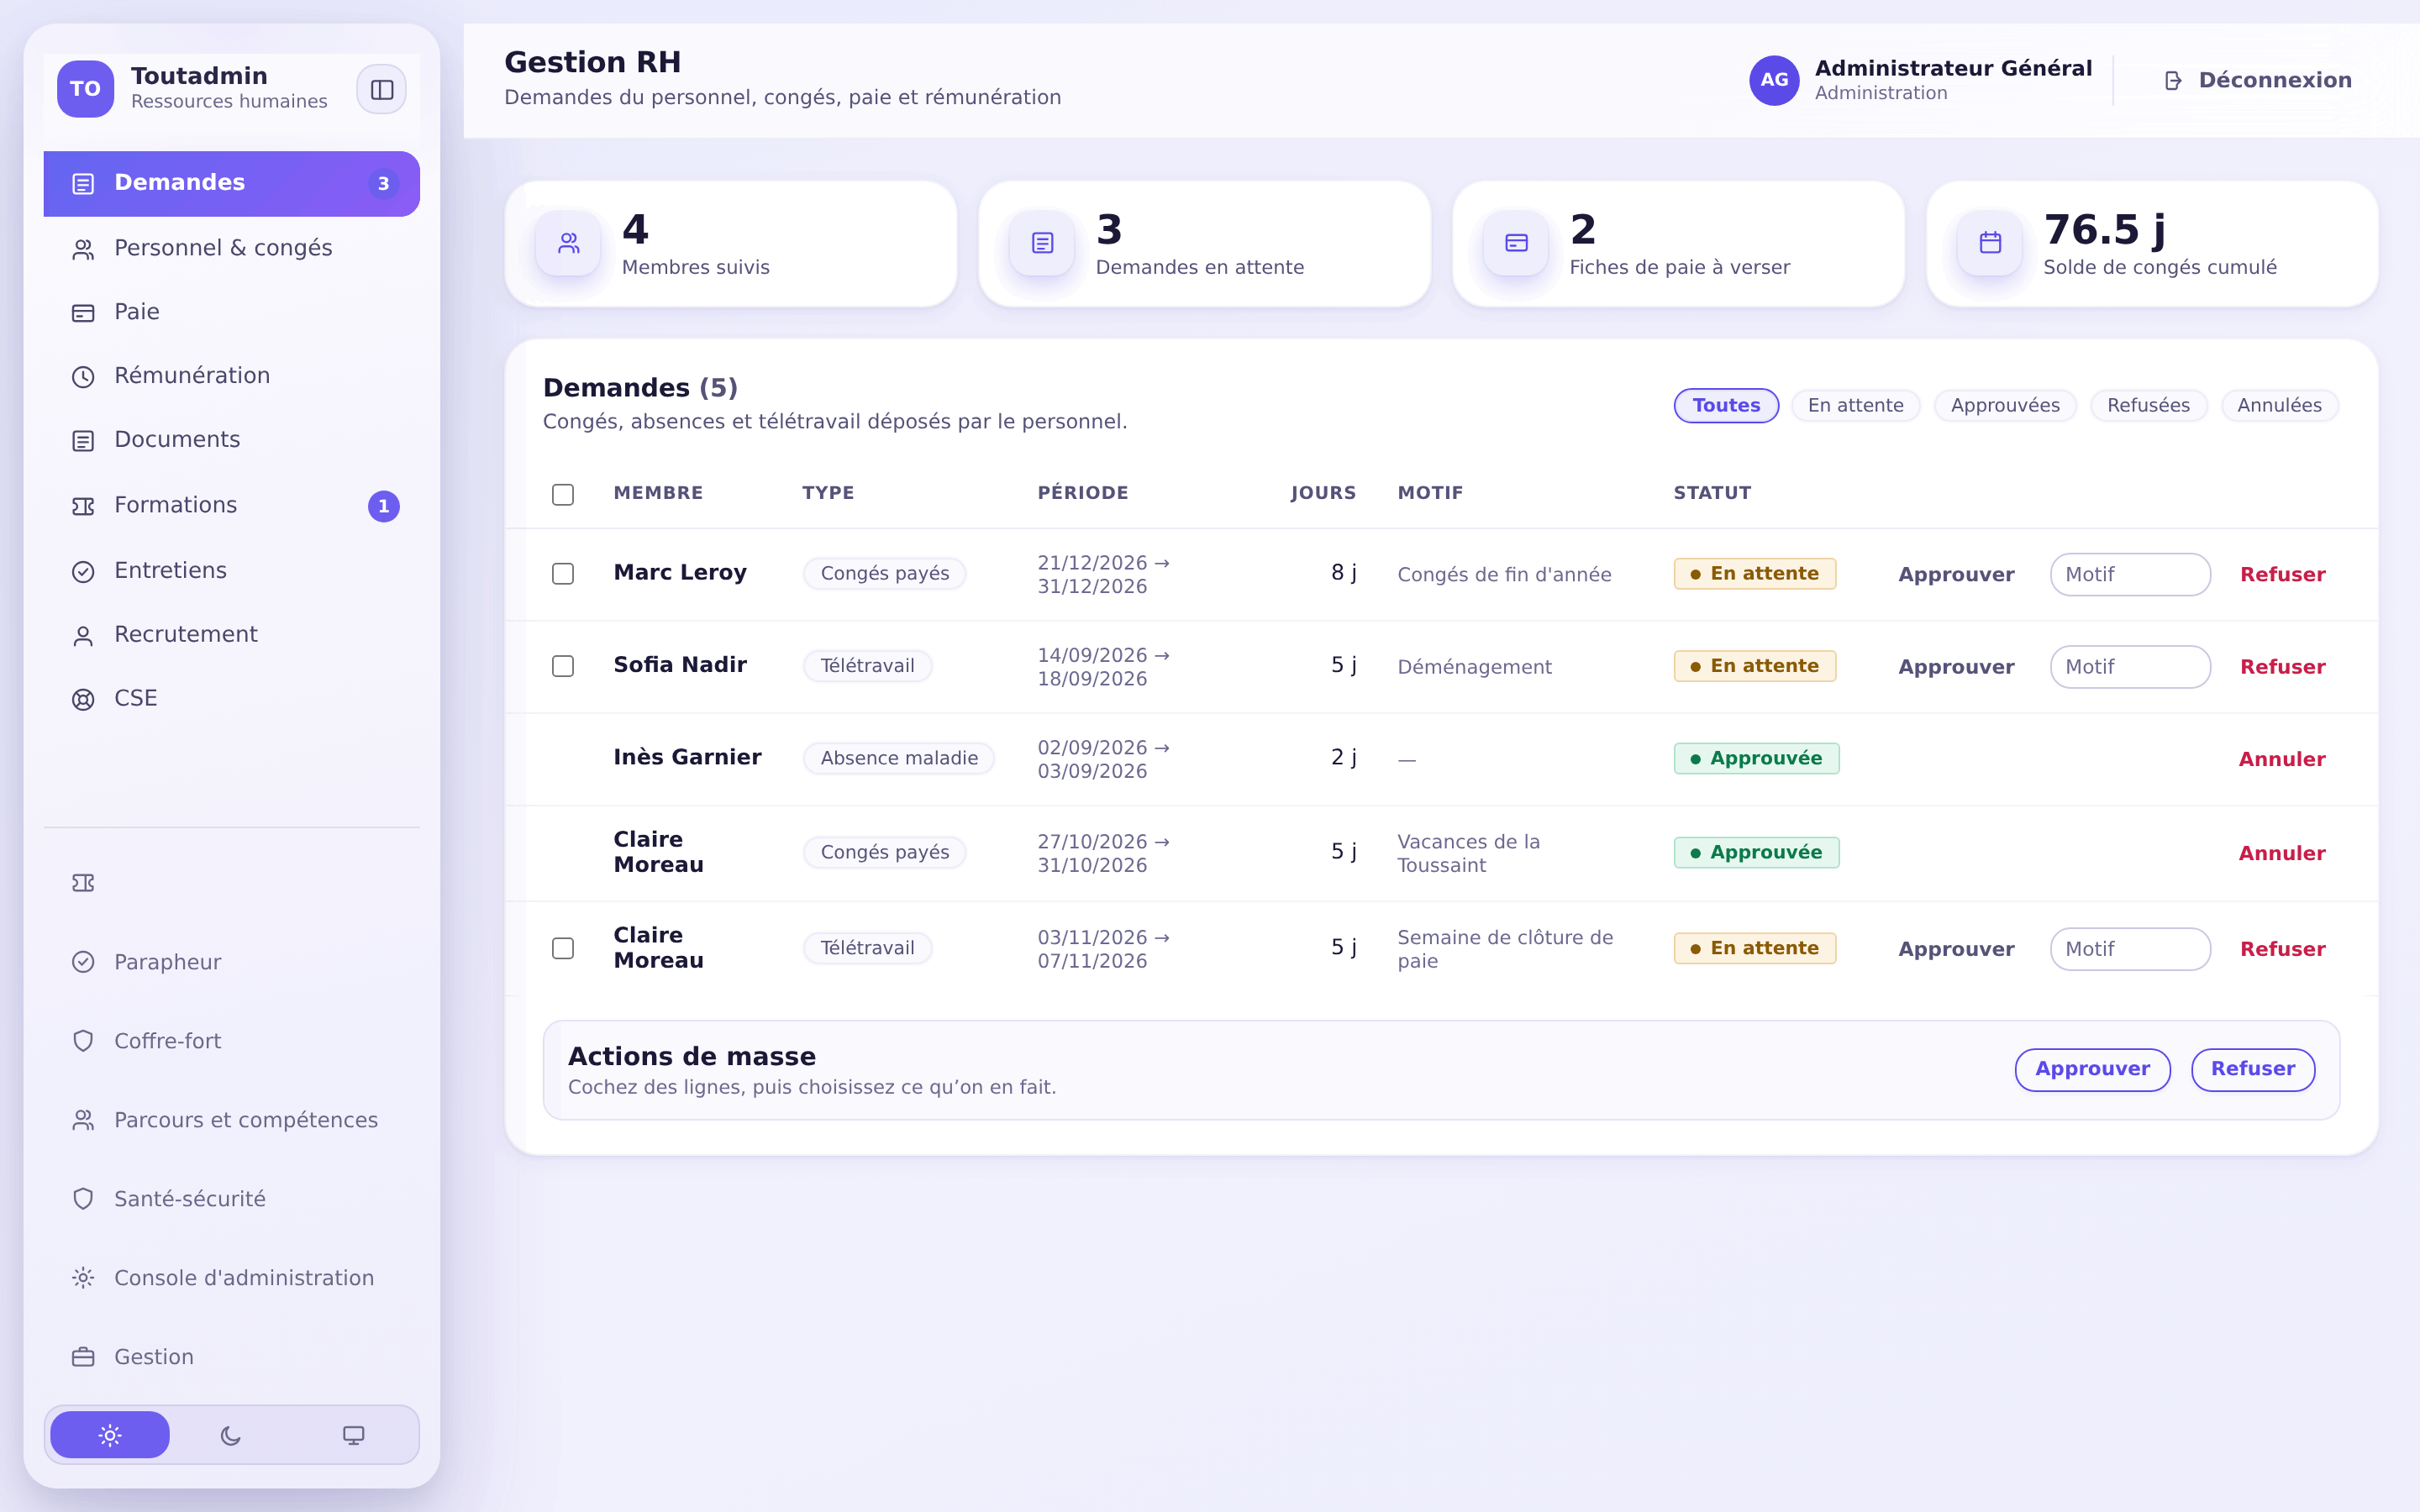 TO
Toutadmin
Ressources humaines
Demandes
3
Personnel & congés
Paie
Rémunération
Documents
Formations
1
Entretiens
Recrutement
CSE
Parapheur
Coffre-fort
Parcours et compétences
Santé-sécurité
Console d'administration
Gestion
Gestion RH
Demandes du personnel, congés, paie et rémunération
AG
Administrateur Général
Administration
Déconnexion
4
Membres suivis
3
Demandes en attente
2
Fiches de paie à verser
76.5 j
Solde de congés cumulé
Demandes (5)
Congés, absences et télétravail déposés par le personnel.
Toutes
En attente
Approuvées
Refusées
Annulées
MEMBRE
TYPE
PÉRIODE
JOURS
MOTIF
STATUT
Marc Leroy
Congés payés
21/12/2026 →
31/12/2026
8 j
Congés de fin d'année
En attente
Approuver
Motif
Refuser
Sofia Nadir
Télétravail
14/09/2026 →
18/09/2026
5 j
Déménagement
En attente
Approuver
Motif
Refuser
Inès Garnier
Absence maladie
02/09/2026 →
03/09/2026
2 j
—
Approuvée
Annuler
Claire
Moreau
Congés payés
27/10/2026 →
31/10/2026
5 j
Vacances de la
Toussaint
Approuvée
Annuler
Claire
Moreau
Télétravail
03/11/2026 →
07/11/2026
5 j
Semaine de clôture de
paie
En attente
Approuver
Motif
Refuser
Actions de masse
Cochez des lignes, puis choisissez ce qu’on en fait.
Approuver
Refuser